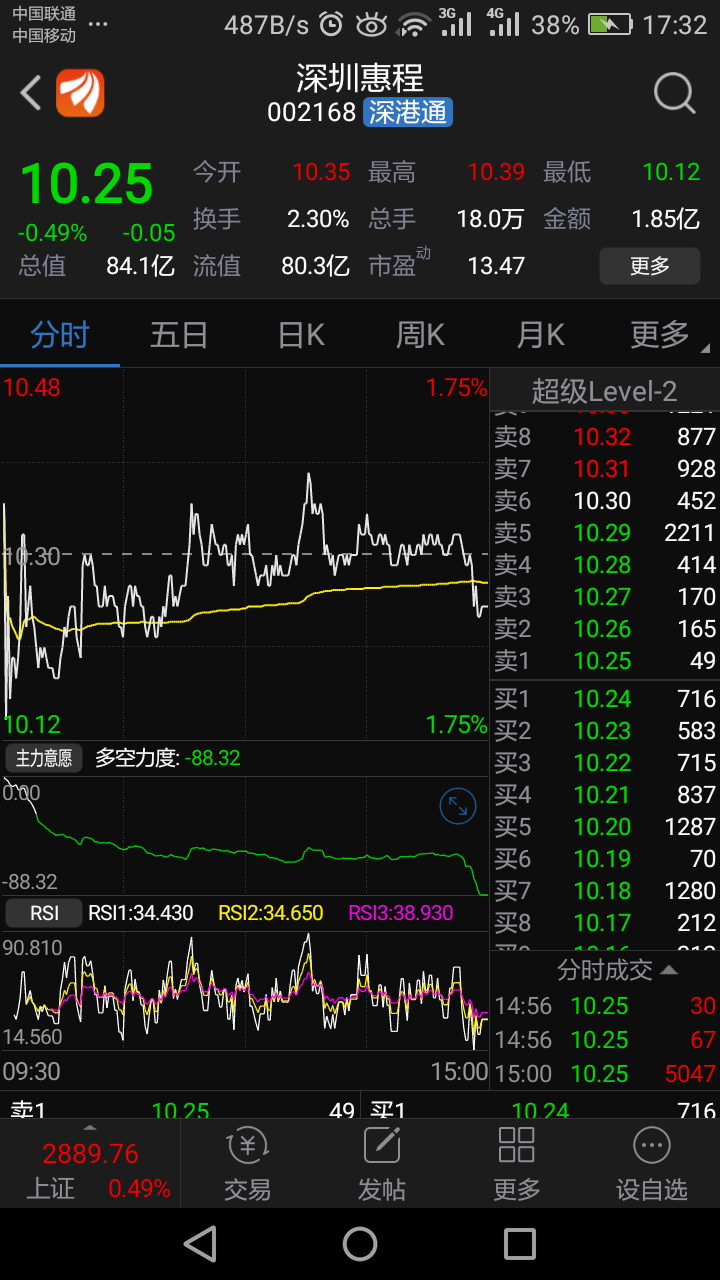 中国联通 ... 487B/s 3G 4G 38% 17:32
中国移动
深圳惠程
002168 深港通
10.25 今开 10.35 最高 10.39 最低 10.12
-0.49% -0.05 换手 2.30% 总手 18.0万 金额 1.85亿
总值 84.1亿 流值 80.3亿 市盈动 13.47 更多
分时 五日 日K 周K 月K 更多
10.48 1.75%
10.30
10.12 1.75%
主力意愿 多空力度: -88.32
0.00
-88.32
RSI RSI1:34.430 RSI2:34.650 RSI3:38.930
90.810
14.560
09:30 15:00
超级Level-2
卖8 10.32 877
卖7 10.31 928
卖6 10.30 452
卖5 10.29 2211
卖4 10.28 414
卖3 10.27 170
卖2 10.26 165
卖1 10.25 49
买1 10.24 716
买2 10.23 583
买3 10.22 715
买4 10.21 837
买5 10.20 1287
买6 10.19 70
买7 10.18 1280
买8 10.17 212
分时成交
14:56 10.25 30
14:56 10.25 67
15:00 10.25 5047
卖1 10.25 49 买1 10.24 716
2889.76
上证 0.49% 交易 发帖 更多 设自选